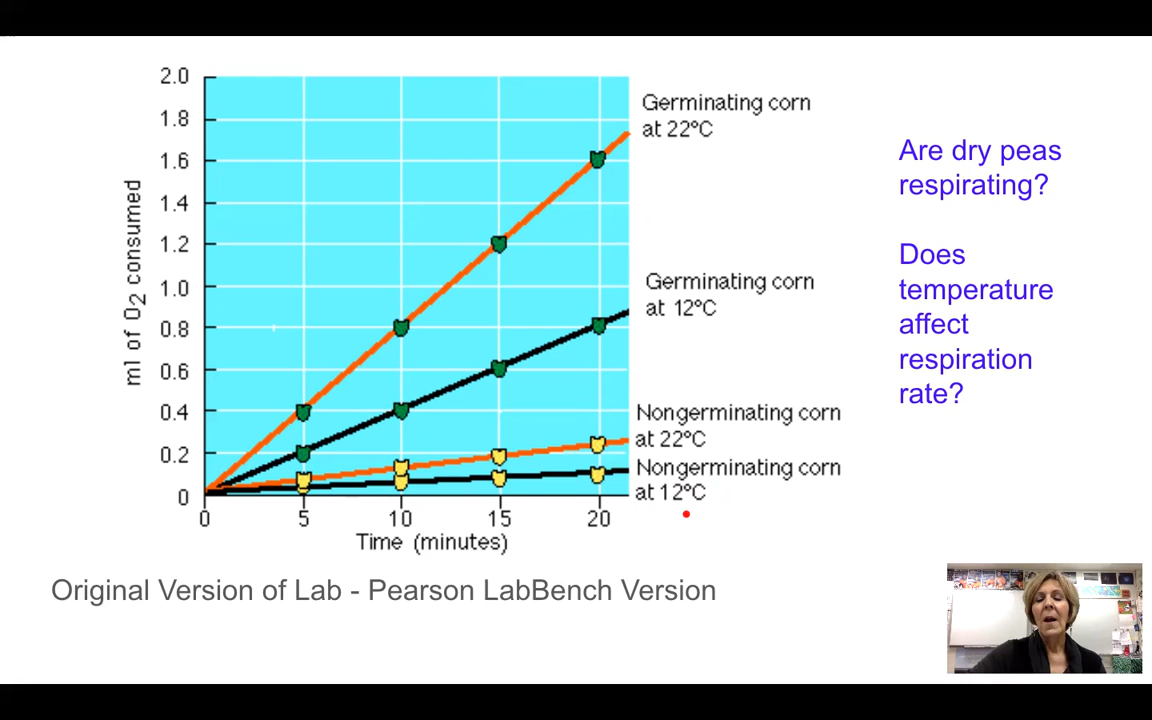 2.0
1.8
1.6
1.4
1.2
1.0
0.8
0.6
0.4
0.2
0
ml of O2 consumed
0
5
10
15
20
Time (minutes)
Germinating corn
at 22°C
Germinating corn
at 12°C
Nongerminating corn
at 22°C
Nongerminating corn
at 12°C
Are dry peas
respirating?
Does
temperature
affect
respiration
rate?
Original Version of Lab - Pearson LabBench Version